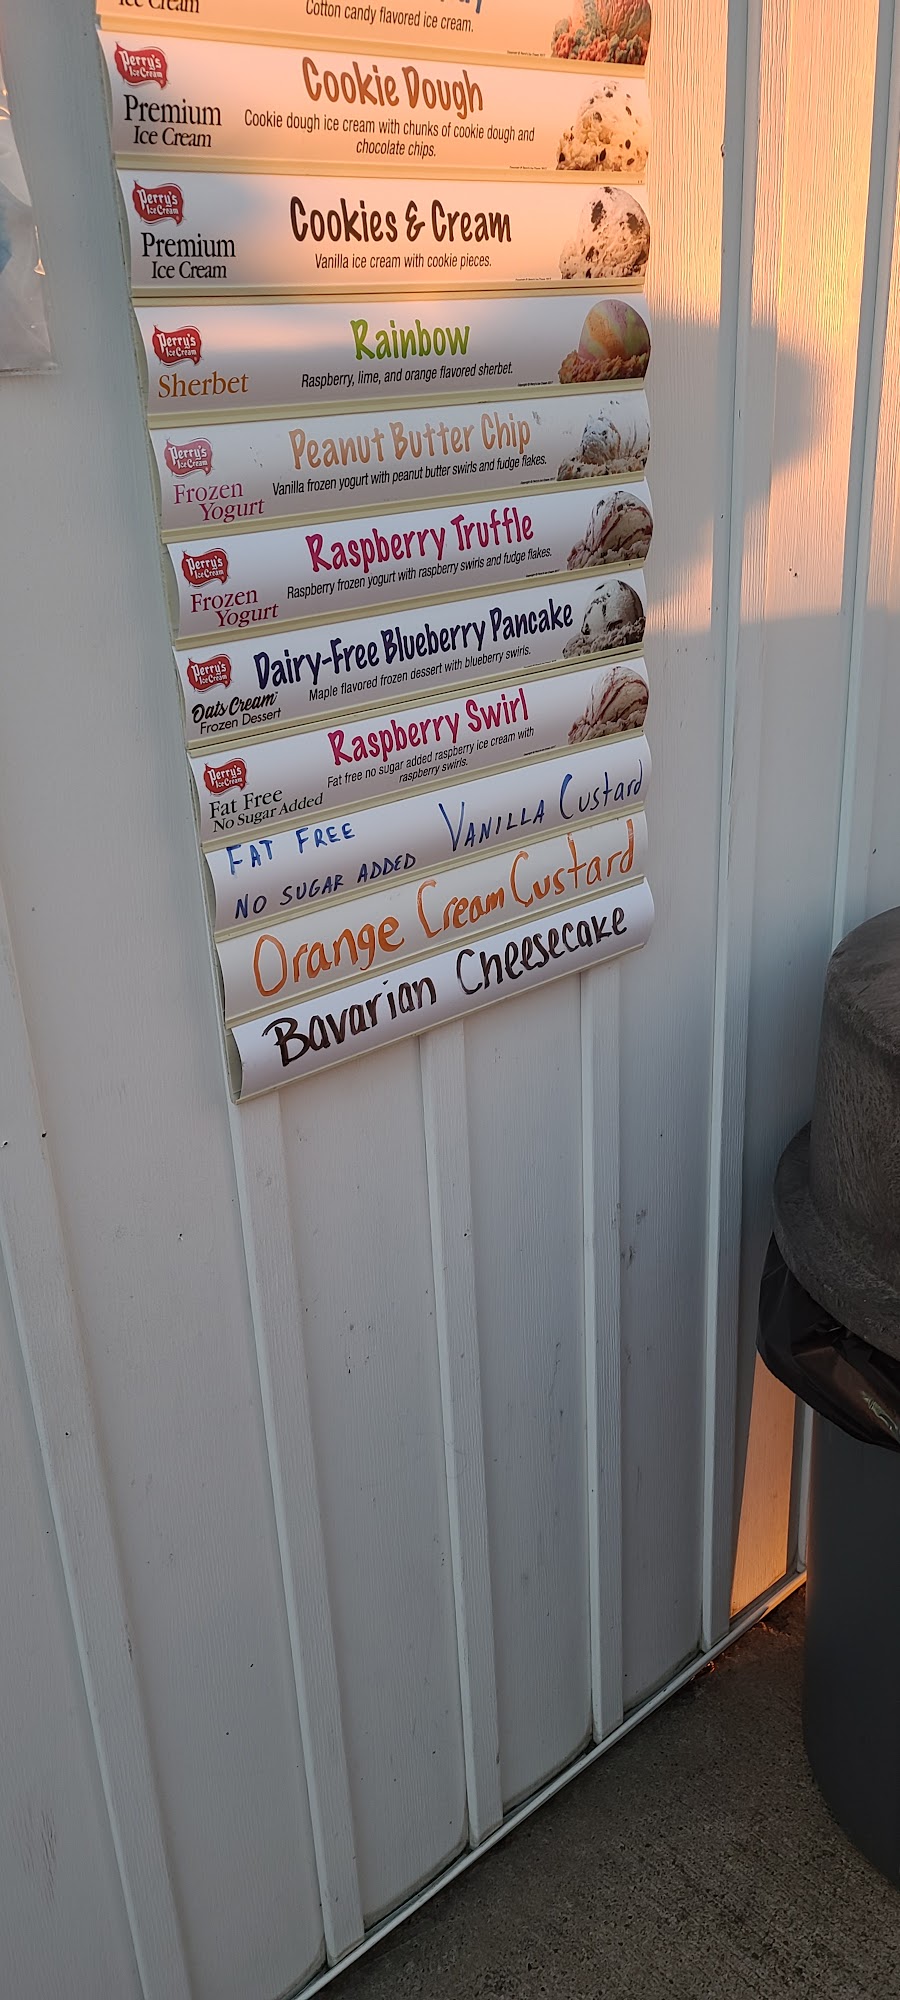 Ice Cream
Cotton candy flavored ice cream.
Perry's
Ice Cream
Premium
Ice Cream
Cookie Dough
Cookie dough ice cream with chunks of cookie dough and
chocolate chips.
Perry's
Ice Cream
Premium
Ice Cream
Cookies & Cream
Vanilla ice cream with cookie pieces.
Perry's
Ice Cream
Sherbet
Rainbow
Raspberry, lime, and orange flavored sherbet.
Perry's
Ice Cream
Frozen
Yogurt
Peanut Butter Chip
Vanilla frozen yogurt with peanut butter swirls and fudge flakes.
Perry's
Ice Cream
Frozen
Yogurt
Raspberry Truffle
Raspberry frozen yogurt with raspberry swirls and fudge flakes.
Perry's
Ice Cream
Oats Cream
Frozen Dessert
Dairy-Free Blueberry Pancake
Maple flavored frozen dessert with blueberry swirls.
Perry's
Ice Cream
Fat Free
No Sugar Added
Raspberry Swirl
Fat free no sugar added raspberry ice cream with
raspberry swirls.
FAT FREE
NO SUGAR ADDED
VANILLA Custard
Orange Cream Custard
Bavarian Cheesecake